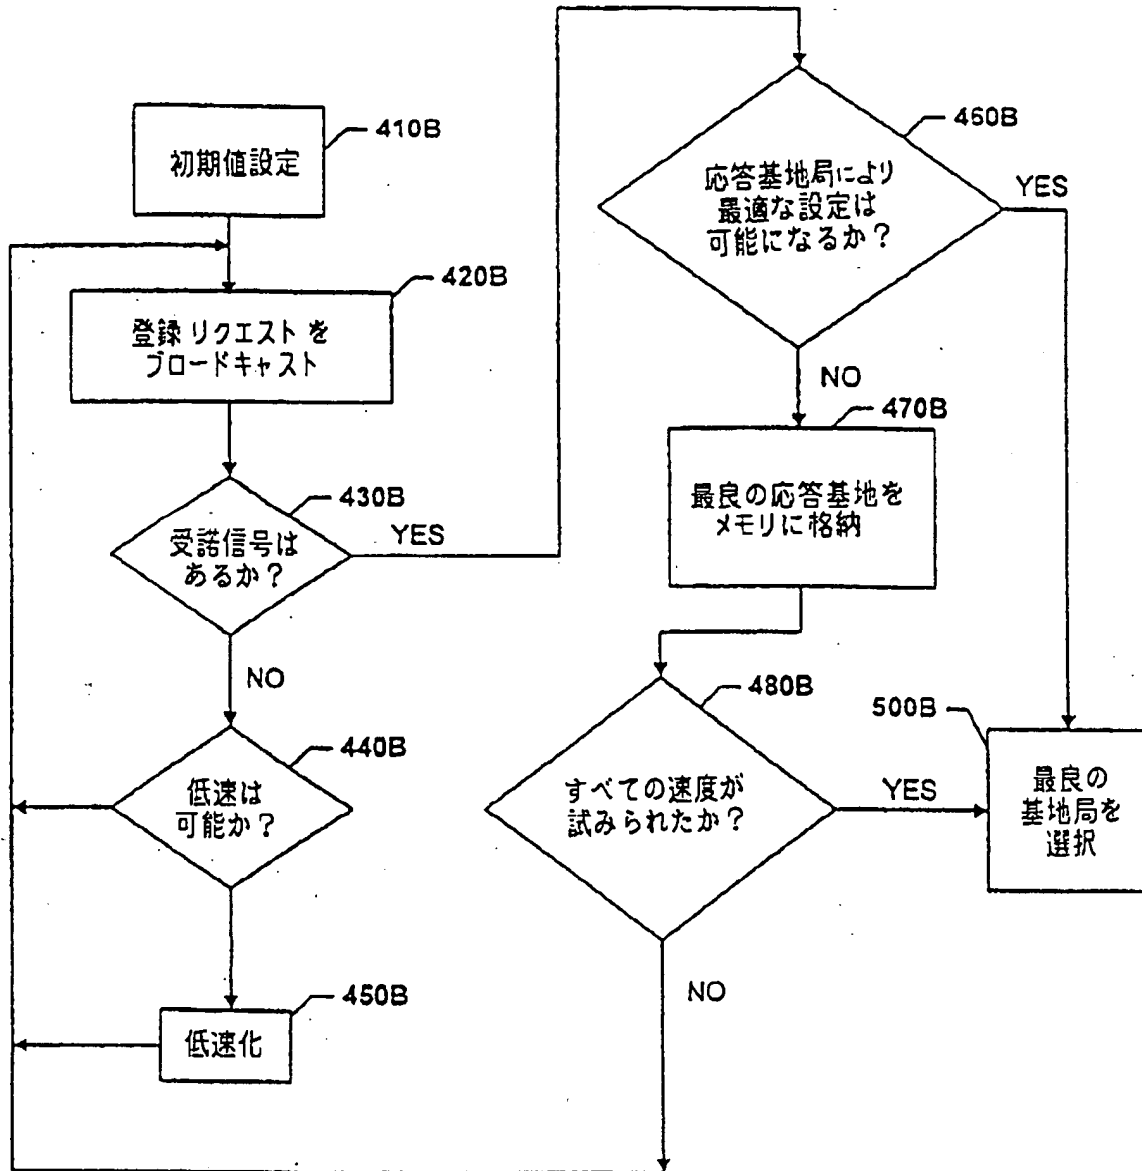 410B
初期値設定
420B
登録リクエストを
ブロードキャスト
430B
受諾信号は
あるか?
YES
NO
440B
低速は
可能か?
450B
低速化
460B
応答基地局により
最適な設定は
可能になるか?
YES
NO
470B
最良の応答基地を
メモリに格納
480B
すべての速度が
試みられたか?
YES
NO
500B
最良の
基地局を
選択